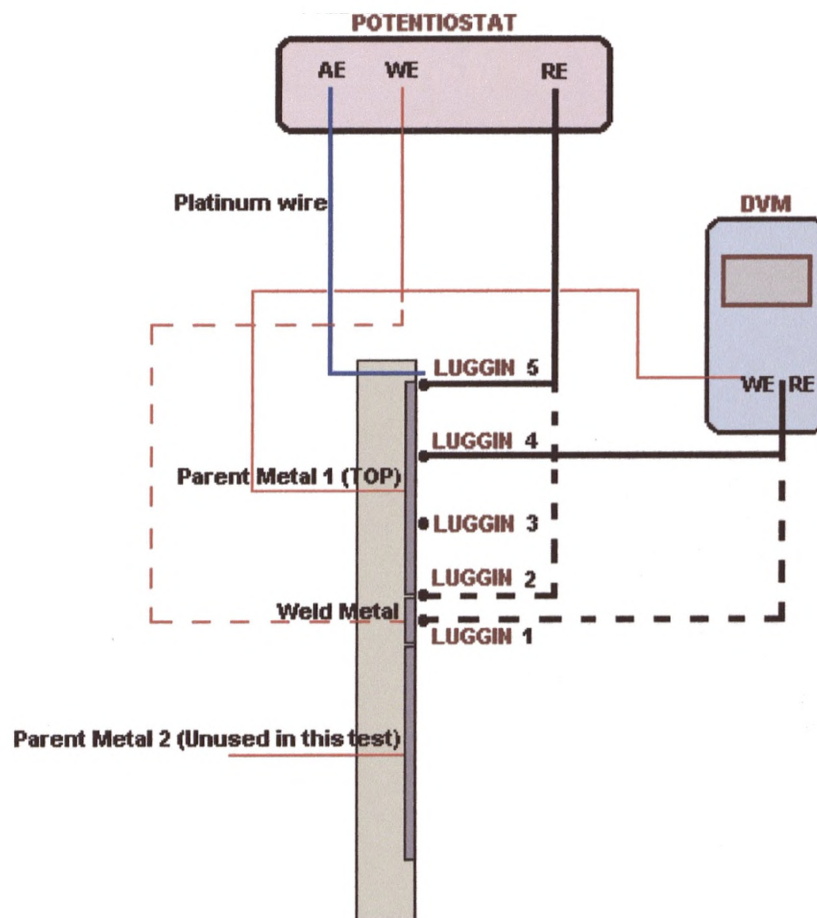 POTENTIOSTAT
AE WE RE
Platinum wire
DVM
WE RE
LUGGIN 5
LUGGIN 4
Parent Metal 1 (TOP)
LUGGIN 3
LUGGIN 2
Weld Metal
LUGGIN 1
Parent Metal 2 (Unused in this test)